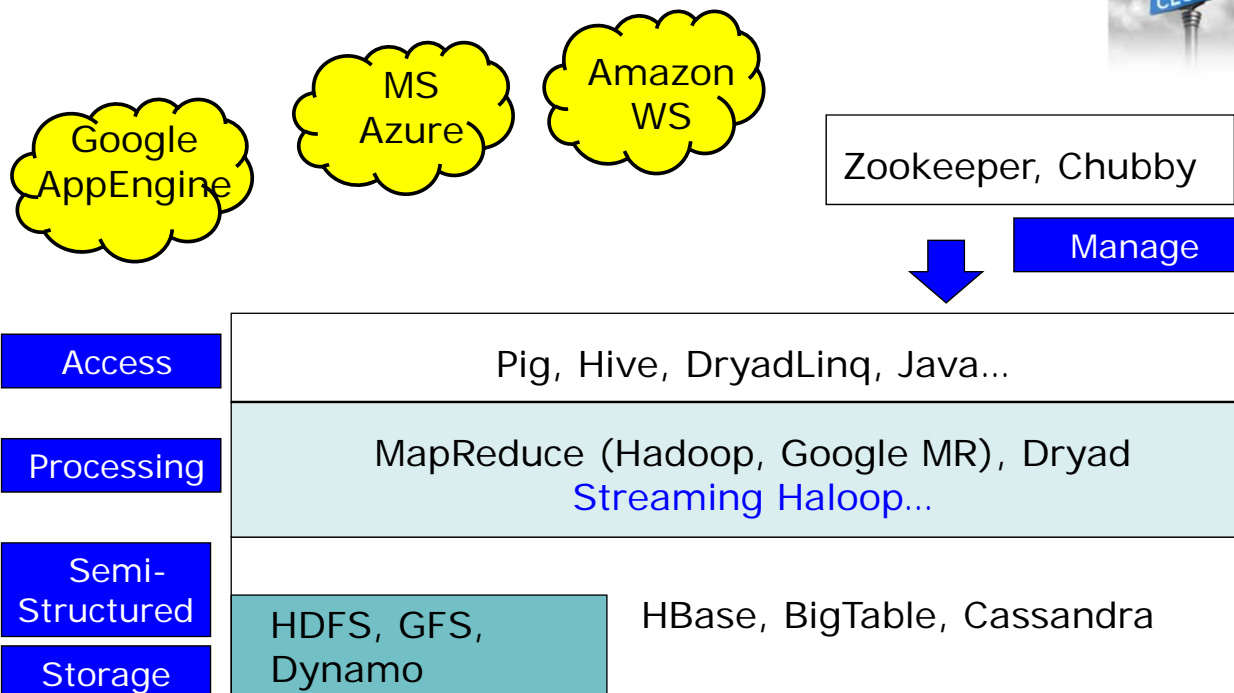 Google
AppEngine
MS
Azure
Amazon
WS
Zookeeper, Chubby
Manage
Access
Pig, Hive, DryadLinq, Java…
Processing
MapReduce (Hadoop, Google MR), Dryad
Streaming Haloop…
Semi-
Structured
HDFS, GFS,
Dynamo
HBase, BigTable, Cassandra
Storage